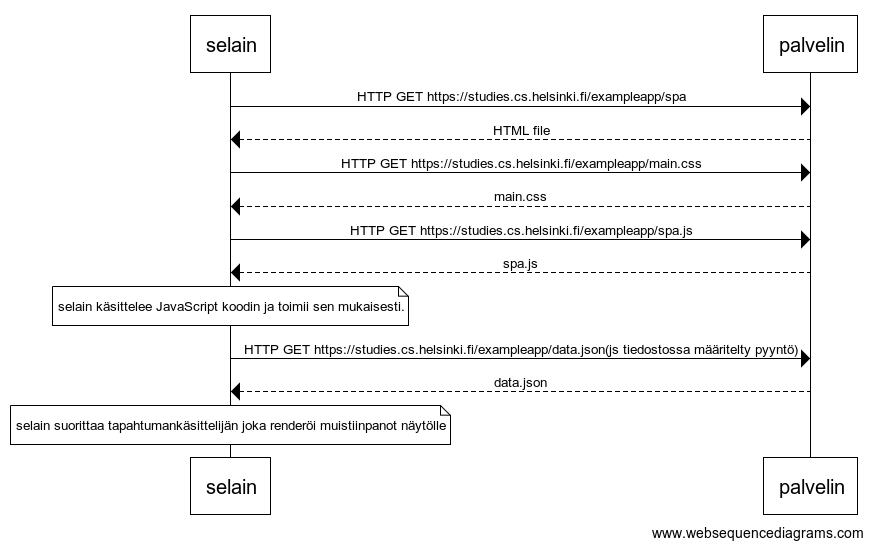 selain palvelin
HTTP GET https://studies.cs.helsinki.fi/exampleapp/spa
HTML file
HTTP GET https://studies.cs.helsinki.fi/exampleapp/main.css
main.css
HTTP GET https://studies.cs.helsinki.fi/exampleapp/spa.js
spa.js
selain käsittelee JavaScript koodin ja toimii sen mukaisesti.
HTTP GET https://studies.cs.helsinki.fi/exampleapp/data.json(js tiedostossa määritelty pyyntö)
data.json
selain suorittaa tapahtumankäsittelijän joka renderöi muistiinpanot näytölle
selain palvelin
www.websequencediagrams.com